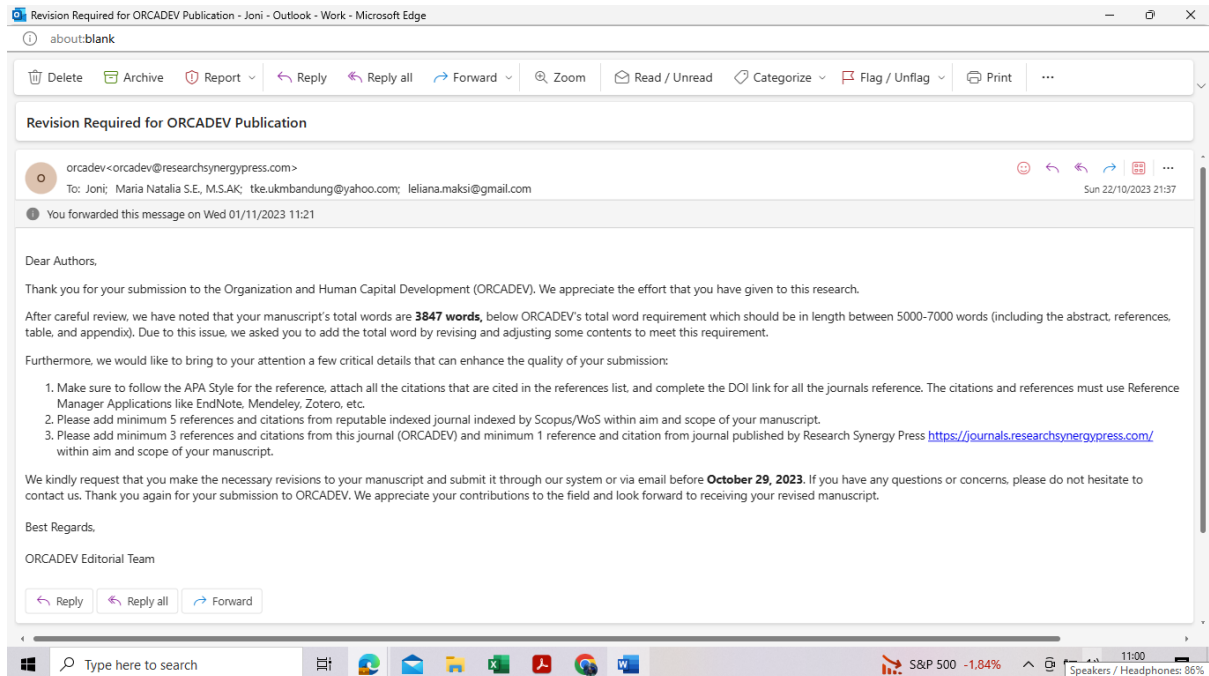 Revision Required for ORCADEV Publication - Joni - Outlook - Work - Microsoft Edge
about:blank
Delete Archive Report Reply Reply all Forward Zoom Read / Unread Categorize Flag / Unflag Print ...
Revision Required for ORCADEV Publication
O
orcadev<orcadev@researchsynergypress.com>
To: Joni; Maria Natalia S.E., M.S.AK; tke.ukmbandung@yahoo.com; leliana.maksi@gmail.com
Sun 22/10/2023 21:37
You forwarded this message on Wed 01/11/2023 11:21
Dear Authors,
Thank you for your submission to the Organization and Human Capital Development (ORCADEV). We appreciate the effort that you have given to this research.
After careful review, we have noted that your manuscript's total words are 3847 words, below ORCADEV's total word requirement which should be in length between 5000-7000 words (including the abstract, references,
table, and appendix). Due to this issue, we asked you to add the total word by revising and adjusting some contents to meet this requirement.
Furthermore, we would like to bring to your attention a few critical details that can enhance the quality of your submission:
1. Make sure to follow the APA Style for the reference, attach all the citations that are cited in the references list, and complete the DOI link for all the journals reference. The citations and references must use Reference
Manager Applications like EndNote, Mendeley, Zotero, etc.
2. Please add minimum 5 references and citations from reputable indexed journal indexed by Scopus/WoS within aim and scope of your manuscript.
3. Please add minimum 3 references and citations from this journal (ORCADEV) and minimum 1 reference and citation from journal published by Research Synergy Press https://journals.researchsynergypress.com/
within aim and scope of your manuscript.
We kindly request that you make the necessary revisions to your manuscript and submit it through our system or via email before October 29, 2023. If you have any questions or concerns, please do not hesitate to
contact us. Thank you again for your submission to ORCADEV. We appreciate your contributions to the field and look forward to receiving your revised manuscript.
Best Regards,
ORCADEV Editorial Team
Reply Reply all Forward
Type here to search
S&P 500 -1,84%
11:00
Speakers / Headphones: 86%